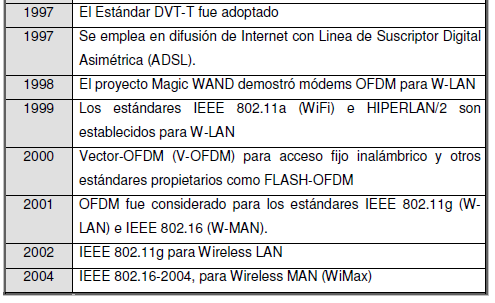 1997 El Estándar DVT-T fue adoptado
1997 Se emplea en difusión de Internet con Linea de Suscriptor Digital
Asimétrica (ADSL).
1998 El proyecto Magic WAND demostró módems OFDM para W-LAN
1999 Los estándares IEEE 802.11a (WiFi) e HIPERLAN/2 son
establecidos para W-LAN
2000 Vector-OFDM (V-OFDM) para acceso fijo inalámbrico y otros
estándares propietarios como FLASH-OFDM
2001 OFDM fue considerado para los estándares IEEE 802.11g (W-
LAN) e IEEE 802.16 (W-MAN).
2002 IEEE 802.11g para Wireless LAN
2004 IEEE 802.16-2004, para Wireless MAN (WiMax)